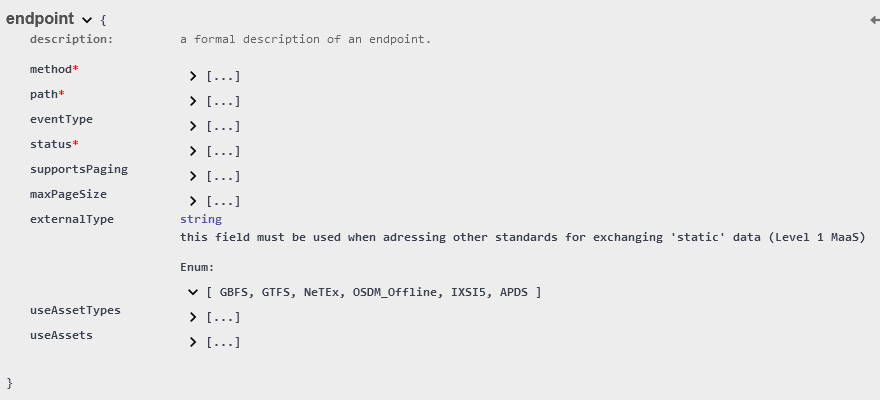 endpoint {
description: a formal description of an endpoint.
method* [...]
path* [...]
eventType [...]
status* [...]
supportsPaging [...]
maxPageSize [...]
externalType string
this field must be used when adressing other standards for exchanging 'static' data (Level 1 MaaS)
Enum:
[ GBFS, GTFS, NeTEx, OSDM_Offline, IXSI5, APDS ]
useAssetTypes [...]
useAssets [...]
}